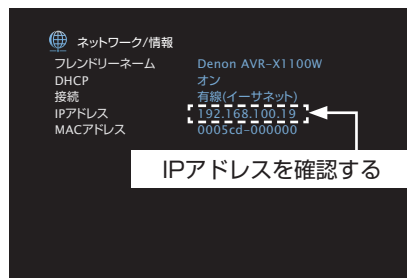 ネットワーク/情報
フレンドリーネーム Denon AVR-X1100W
DHCP オン
接続 有線(イーサネット)
IPアドレス 192.168.100.19
MACアドレス 0005cd-000000
IPアドレスを確認する